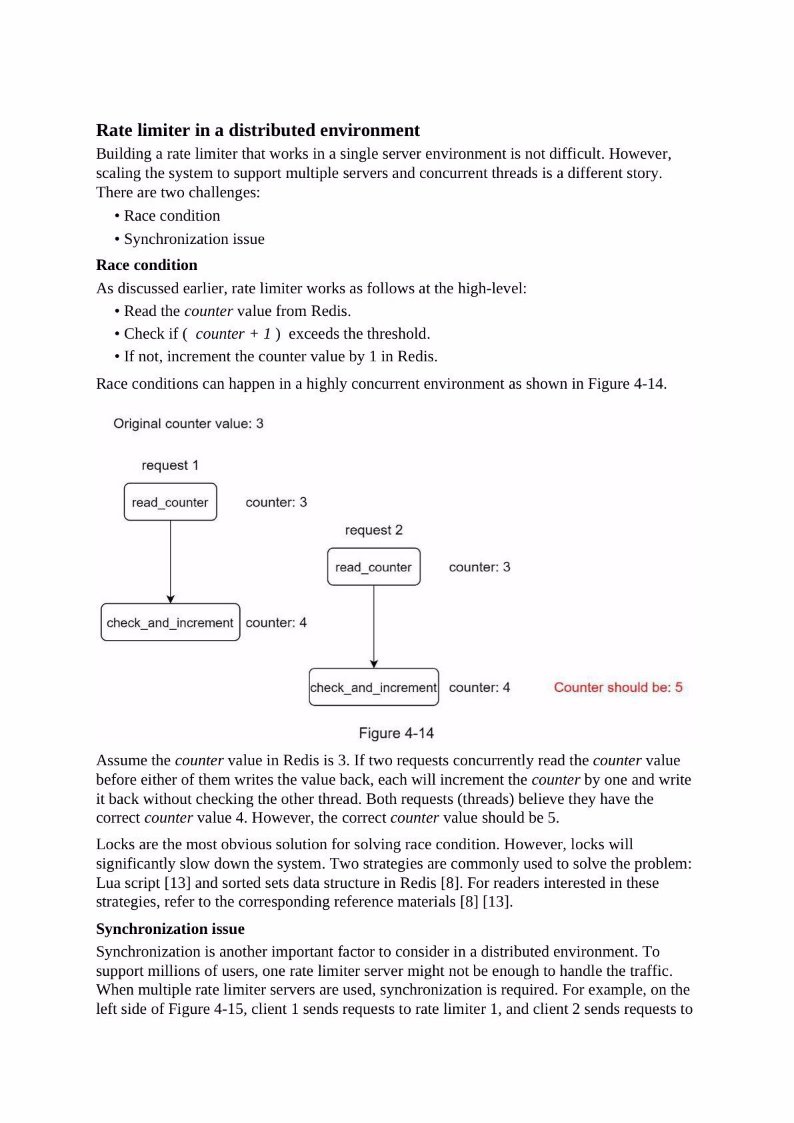 Rate limiter in a distributed environment
Building a rate limiter that works in a single server environment is not difficult. However,
scaling the system to support multiple servers and concurrent threads is a different story.
There are two challenges:
• Race condition
• Synchronization issue
Race condition
As discussed earlier, rate limiter works as follows at the high-level:
• Read the counter value from Redis.
• Check if ( counter + 1 ) exceeds the threshold.
• If not, increment the counter value by 1 in Redis.
Race conditions can happen in a highly concurrent environment as shown in Figure 4-14.
Original counter value: 3
request 1
read_counter counter: 3
request 2
read_counter counter: 3
check_and_increment counter: 4
check_and_increment counter: 4 Counter should be: 5
Figure 4-14
Assume the counter value in Redis is 3. If two requests concurrently read the counter value
before either of them writes the value back, each will increment the counter by one and write
it back without checking the other thread. Both requests (threads) believe they have the
correct counter value 4. However, the correct counter value should be 5.
Locks are the most obvious solution for solving race condition. However, locks will
significantly slow down the system. Two strategies are commonly used to solve the problem:
Lua script [13] and sorted sets data structure in Redis [8]. For readers interested in these
strategies, refer to the corresponding reference materials [8] [13].
Synchronization issue
Synchronization is another important factor to consider in a distributed environment. To
support millions of users, one rate limiter server might not be enough to handle the traffic.
When multiple rate limiter servers are used, synchronization is required. For example, on the
left side of Figure 4-15, client 1 sends requests to rate limiter 1, and client 2 sends requests to